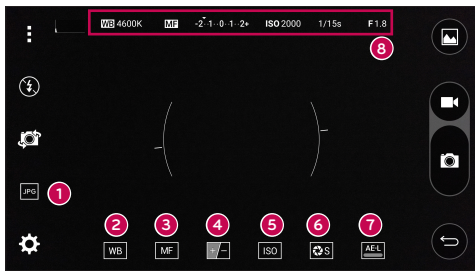 WB 4600K MF -2··1··0··1··2+ ISO 2000 1/15s F1.8
8
JPG 1
2 3 4 5 6 7
WB MF +/- ISO S AE-L